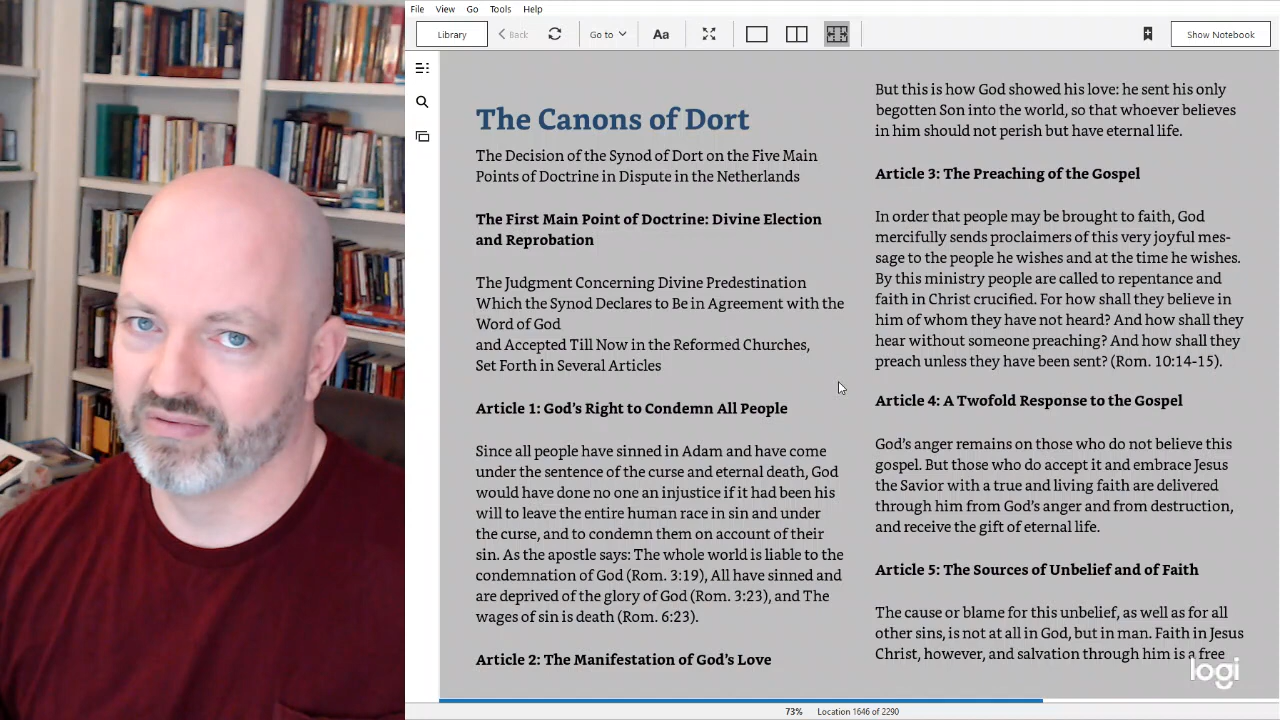 File View Go Tools Help
Library Back Go to Aa Show Notebook
The Canons of Dort
The Decision of the Synod of Dort on the Five Main
Points of Doctrine in Dispute in the Netherlands
The First Main Point of Doctrine: Divine Election
and Reprobation
The Judgment Concerning Divine Predestination
Which the Synod Declares to Be in Agreement with the
Word of God
and Accepted Till Now in the Reformed Churches,
Set Forth in Several Articles
Article 1: God’s Right to Condemn All People
Since all people have sinned in Adam and have come
under the sentence of the curse and eternal death, God
would have done no one an injustice if it had been his
will to leave the entire human race in sin and under
the curse, and to condemn them on account of their
sin. As the apostle says: The whole world is liable to the
condemnation of God (Rom. 3:19), All have sinned and
are deprived of the glory of God (Rom. 3:23), and The
wages of sin is death (Rom. 6:23).
Article 2: The Manifestation of God’s Love
But this is how God showed his love: he sent his only
begotten Son into the world, so that whoever believes
in him should not perish but have eternal life.
Article 3: The Preaching of the Gospel
In order that people may be brought to faith, God
mercifully sends proclaimers of this very joyful mes-
sage to the people he wishes and at the time he wishes.
By this ministry people are called to repentance and
faith in Christ crucified. For how shall they believe in
him of whom they have not heard? And how shall they
hear without someone preaching? And how shall they
preach unless they have been sent? (Rom. 10:14-15).
Article 4: A Twofold Response to the Gospel
God’s anger remains on those who do not believe this
gospel. But those who do accept it and embrace Jesus
the Savior with a true and living faith are delivered
through him from God’s anger and from destruction,
and receive the gift of eternal life.
Article 5: The Sources of Unbelief and of Faith
The cause or blame for this unbelief, as well as for all
other sins, is not at all in God, but in man. Faith in Jesus
Christ, however, and salvation through him is a free
logi
73% Location 1646 of 2290